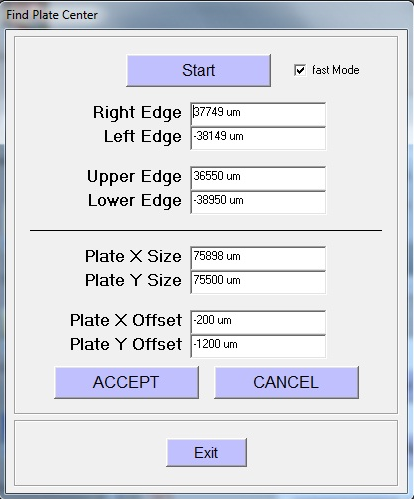 Find Plate Center
Start
fast Mode
Right Edge 37749 um
Left Edge -38149 um
Upper Edge 36550 um
Lower Edge -38950 um
Plate X Size 75898 um
Plate Y Size 75500 um
Plate X Offset -200 um
Plate Y Offset -1200 um
ACCEPT CANCEL
Exit